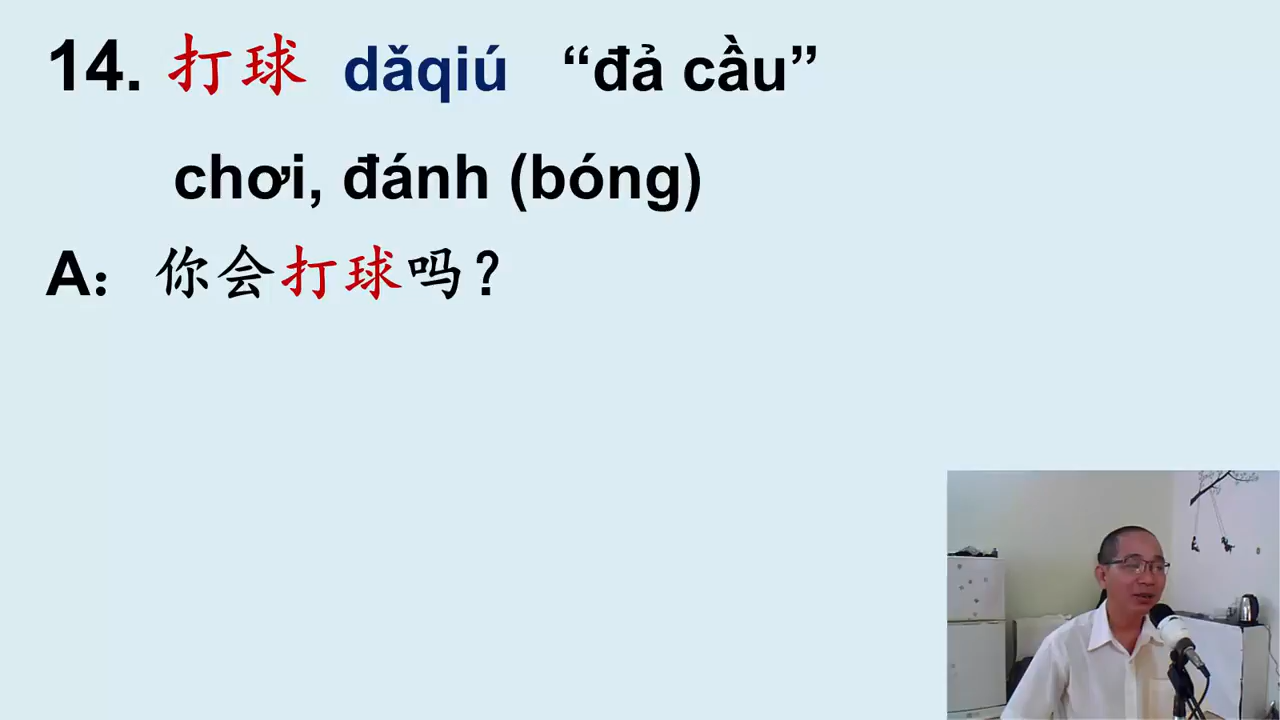 14. 打球 dǎqiú “đả cầu”
chơi, đánh (bóng)
A：你会打球吗？